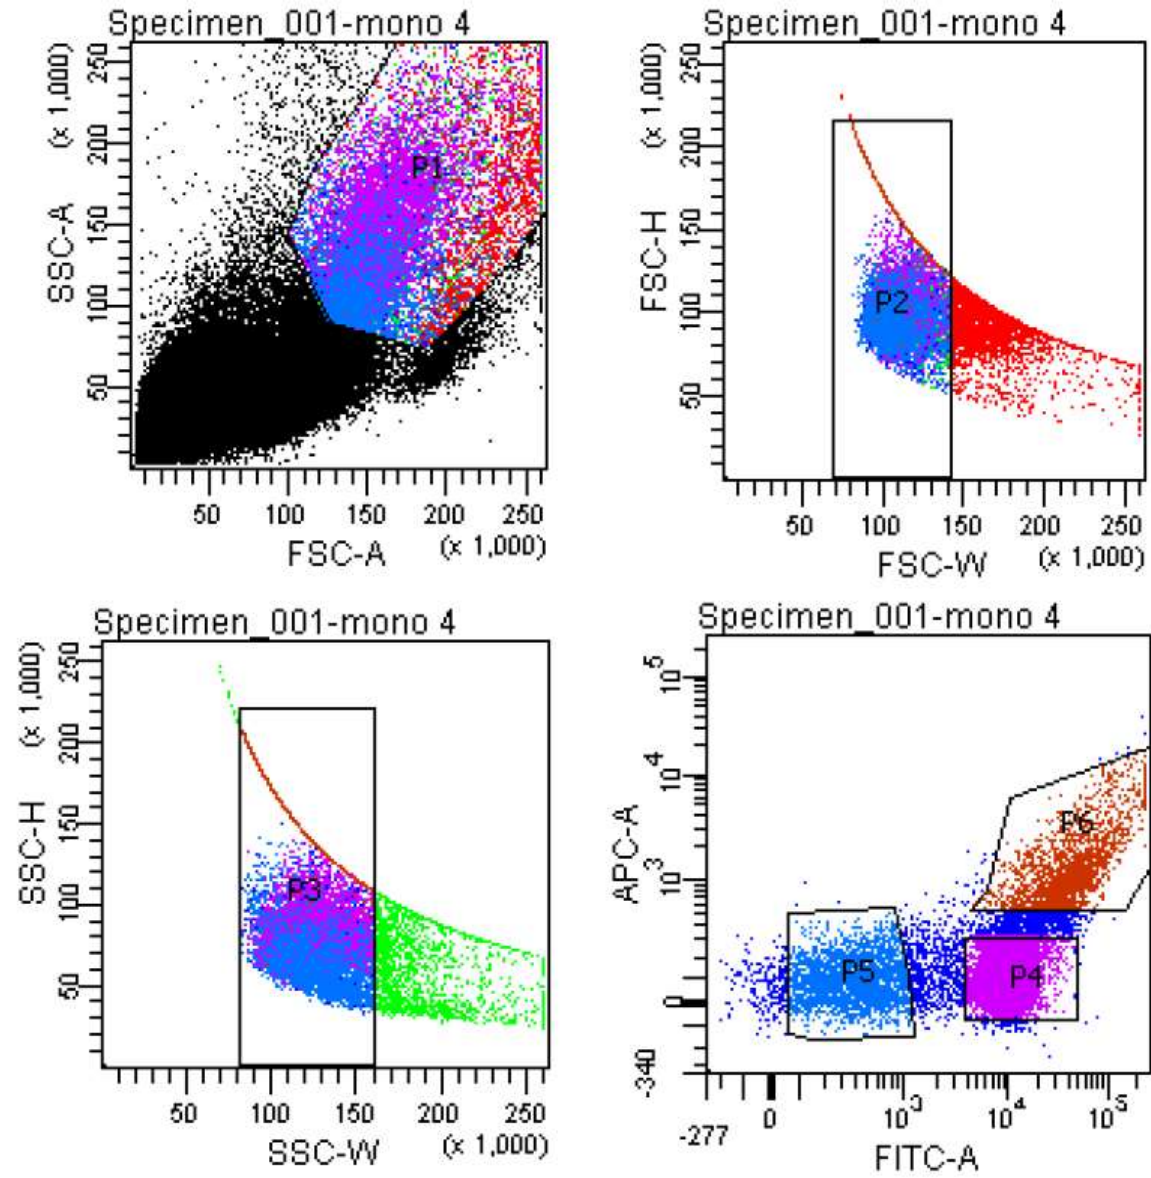 Specimen_001-mono 4
SSC-A
(x 1,000)
50 100 150 200 250
P1
50 100 150 200 250
FSC-A
(x 1,000)
Specimen_001-mono 4
FSC-H
(x 1,000)
50 100 150 200 250
P2
50 100 150 200 250
FSC-W
(x 1,000)
Specimen_001-mono 4
SSC-H
(x 1,000)
50 100 150 200 250
P3
50 100 150 200 250
SSC-W
(x 1,000)
Specimen_001-mono 4
APC-A
-340 0 10^3 10^4 10^5
P6
P5
P4
-277 0 10^3 10^4 10^5
FITC-A